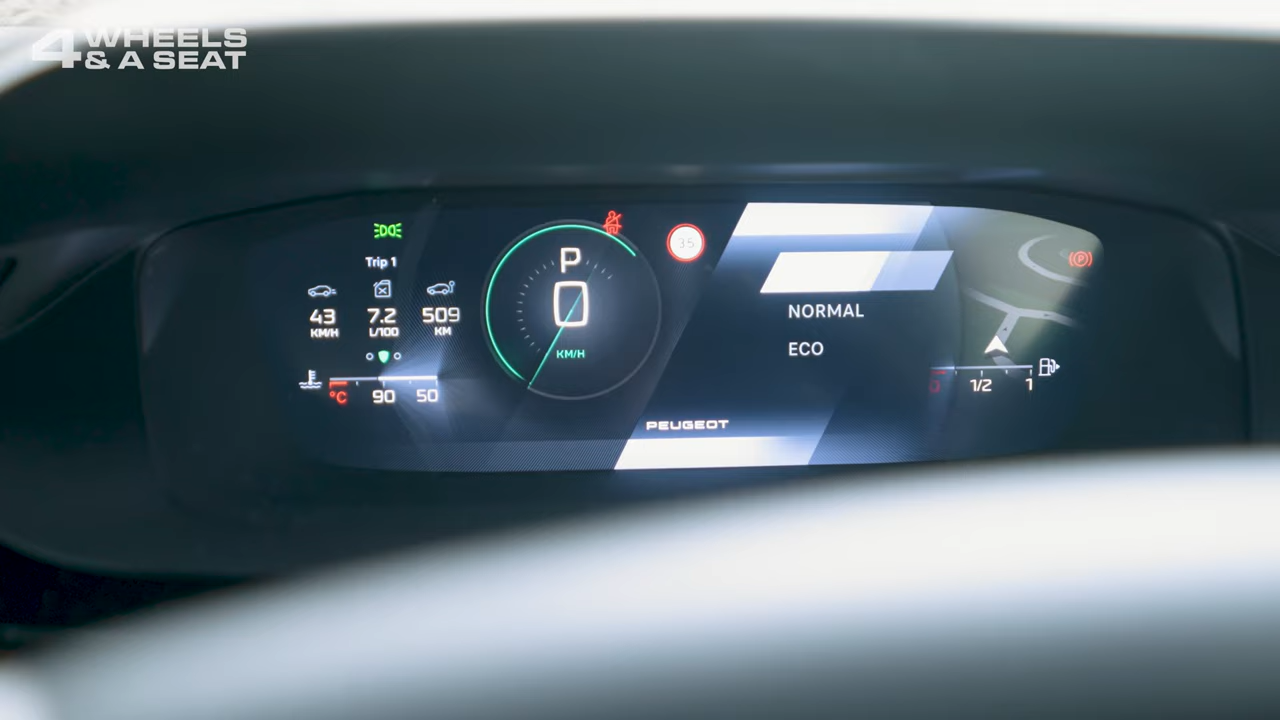 4 WHEELS
& A SEAT
Trip 1
43 7.2 509
KM/H L/100 KM
°C 90 50
P
0
KM/H
35
NORMAL
ECO
PEUGEOT
(P)
0 1/2 1